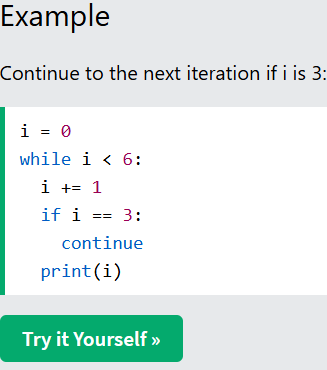 Example
Continue to the next iteration if i is 3:
i = 0
while i < 6:
  i += 1
  if i == 3:
    continue
  print(i)
Try it Yourself »